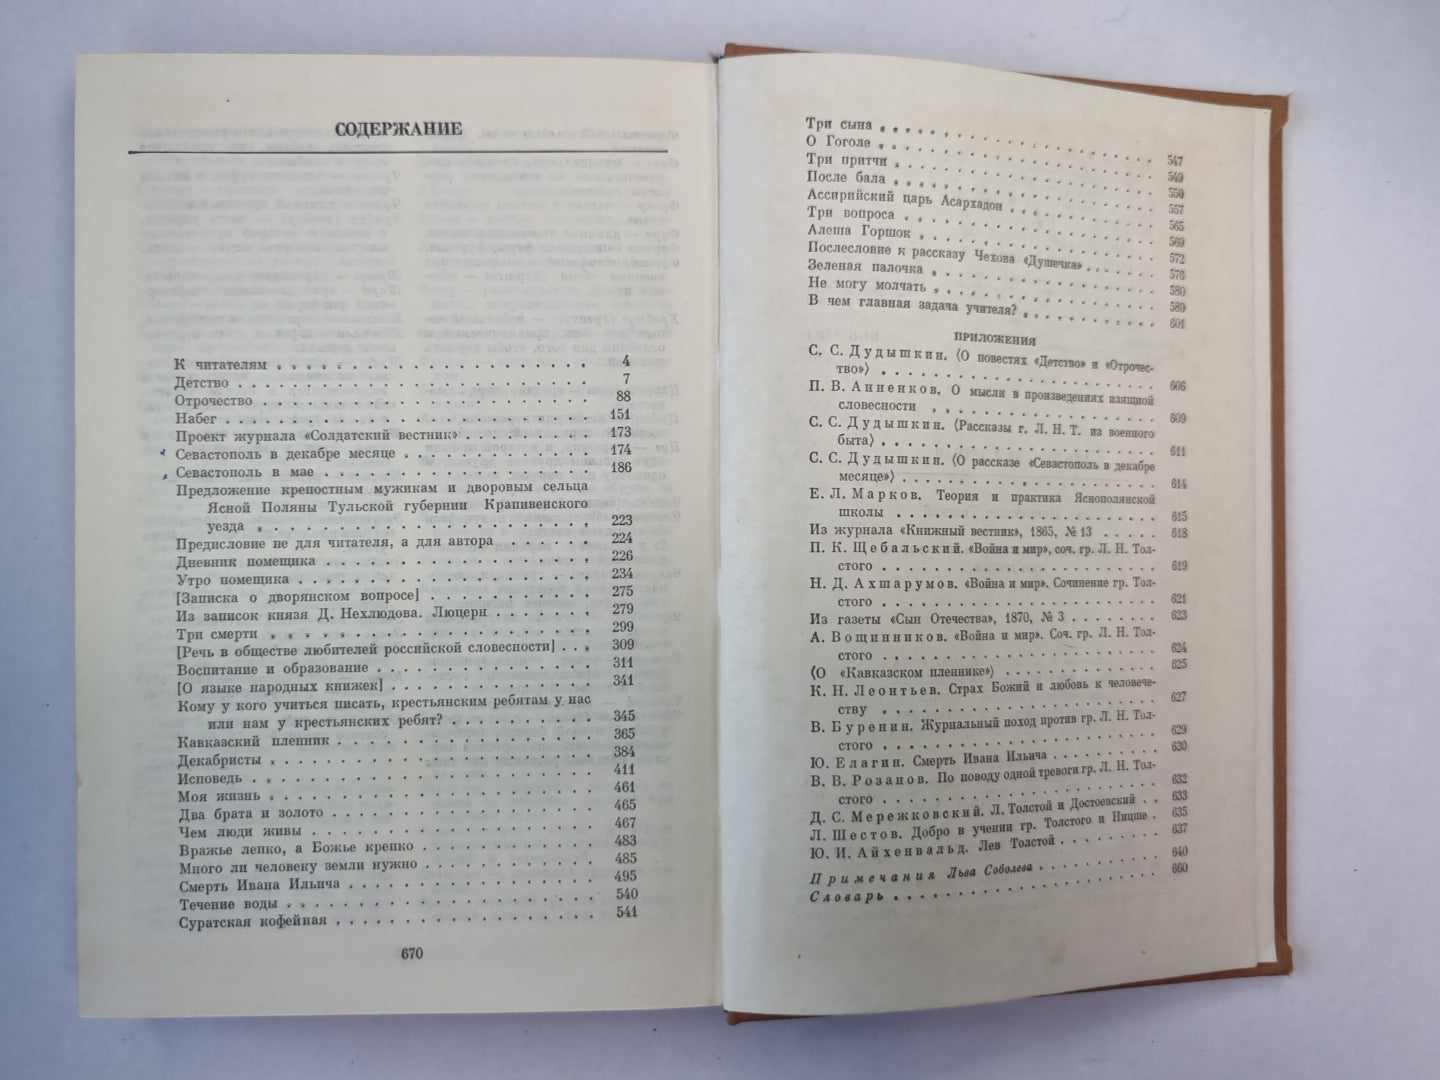 СОДЕРЖАНИЕ
К читателям . . . . . . . . . . . . . . . . . 4
Детство . . . . . . . . . . . . . . . . . . . 7
Отрочество . . . . . . . . . . . . . . . . . 88
Набег . . . . . . . . . . . . . . . . . . . 151
Проект журнала «Солдатский вестник» . . . . . . . . . 173
Севастополь в декабре месяце . . . . . . . . . . . 174
Севастополь в мае . . . . . . . . . . . . . . . 186
Предложение крепостным мужикам и дворовым сельца
Ясной Поляны Тульской губернии Крапивенского
уезда . . . . . . . . . . . . . . . . . . 223
Предисловие не для читателя, а для автора . . . . . . 224
Дневник помещика . . . . . . . . . . . . . . . 226
Утро помещика . . . . . . . . . . . . . . . . 234
[Записка о дворянском вопросе] . . . . . . . . . . 275
Из записок князя Д. Нехлюдова. Люцерн . . . . . . . 279
Три смерти . . . . . . . . . . . . . . . . . 299
[Речь в обществе любителей российской словесности] . . . 309
Воспитание и образование . . . . . . . . . . . . 311
[О языке народных книжек] . . . . . . . . . . . . 341
Кому у кого учиться писать, крестьянским ребятам у нас
или нам у крестьянских ребят? . . . . . . . . . . 345
Кавказский пленник . . . . . . . . . . . . . . 365
Декабристы . . . . . . . . . . . . . . . . . 384
Исповедь . . . . . . . . . . . . . . . . . . 411
Моя жизнь . . . . . . . . . . . . . . . . . . 461
Два брата и золото . . . . . . . . . . . . . . 465
Чем люди живы . . . . . . . . . . . . . . . . 467
Вражье лепко, а Божье крепко . . . . . . . . . . . 483
Много ли человеку земли нужно . . . . . . . . . . 485
Смерть Ивана Ильича . . . . . . . . . . . . . . 495
Течение воды . . . . . . . . . . . . . . . . . 540
Суратская кофейная . . . . . . . . . . . . . . 541
670
Три сына . . . . . . . . . . . . . . . . . . 547
О Гоголе . . . . . . . . . . . . . . . . . . 549
Три притчи . . . . . . . . . . . . . . . . . 550
После бала . . . . . . . . . . . . . . . . . 557
Ассирийский царь Асархадон . . . . . . . . . . . 565
Три вопроса . . . . . . . . . . . . . . . . . 569
Алеша Горшок . . . . . . . . . . . . . . . . 572
Послесловие к рассказу Чехова «Душечка» . . . . . . 576
Зеленая палочка . . . . . . . . . . . . . . . 580
Не могу молчать . . . . . . . . . . . . . . . 589
В чем главная задача учителя? . . . . . . . . . . 601
ПРИЛОЖЕНИЯ
С. С. Дудышкин. ⟨О повестях «Детство» и «Отрочес-
тво»⟩ . . . . . . . . . . . . . . . . . . 606
П. В. Анненков. О мысли в произведениях изящной
словесности . . . . . . . . . . . . . . . 609
С. С. Дудышкин. ⟨Рассказы г. Л. Н. Т. из военного
быта⟩ . . . . . . . . . . . . . . . . . . 611
С. С. Дудышкин. ⟨О рассказе «Севастополь в декабре
месяце»⟩ . . . . . . . . . . . . . . . . . 614
Е. Л. Марков. Теория и практика Яснополянской
школы . . . . . . . . . . . . . . . . . . 615
Из журнала «Книжный вестник», 1865, № 13 . . . . . 618
П. К. Щебальский. «Война и мир», соч. гр. Л. Н. Тол-
стого . . . . . . . . . . . . . . . . . . 619
Н. Д. Ахшарумов. «Война и мир». Сочинение гр. Тол-
стого . . . . . . . . . . . . . . . . . . 621
Из газеты «Сын Отечества», 1870, № 3 . . . . . . . 623
А. Вощинников. «Война и мир». Соч. гр. Л. Н. Тол-
стого . . . . . . . . . . . . . . . . . . 624
⟨О «Кавказском пленнике»⟩ . . . . . . . . . . . 625
К. Н. Леонтьев. Страх Божий и любовь к человече-
ству . . . . . . . . . . . . . . . . . . 627
В. Буренин. Журнальный поход против гр. Л. Н. Тол-
стого . . . . . . . . . . . . . . . . . . 629
Ю. Елагин. Смерть Ивана Ильича . . . . . . . . . 630
В. В. Розанов. По поводу одной тревоги гр. Л. Н. Тол-
стого . . . . . . . . . . . . . . . . . . 632
Д. С. Мережковский. Л. Толстой и Достоевский . . 633
Л. Шестов. Добро в учении гр. Толстого и Ницше . 635
Ю. И. Айхенвальд. Лев Толстой . . . . . . . . . 637
Примечания Льва Соболева . . . . . . . . . . . 640
Словарь . . . . . . . . . . . . . . . . . . 660